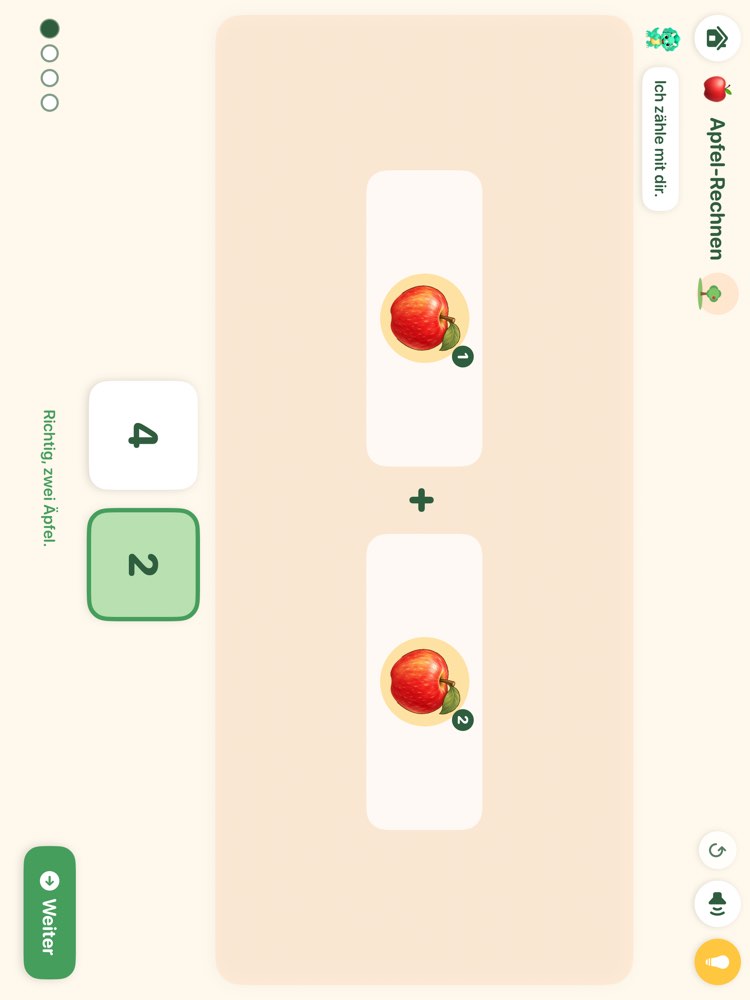 Apfel-Rechnen
Ich zähle mit dir.
1
+
2
4
2
Richtig, zwei Äpfel.
Weiter